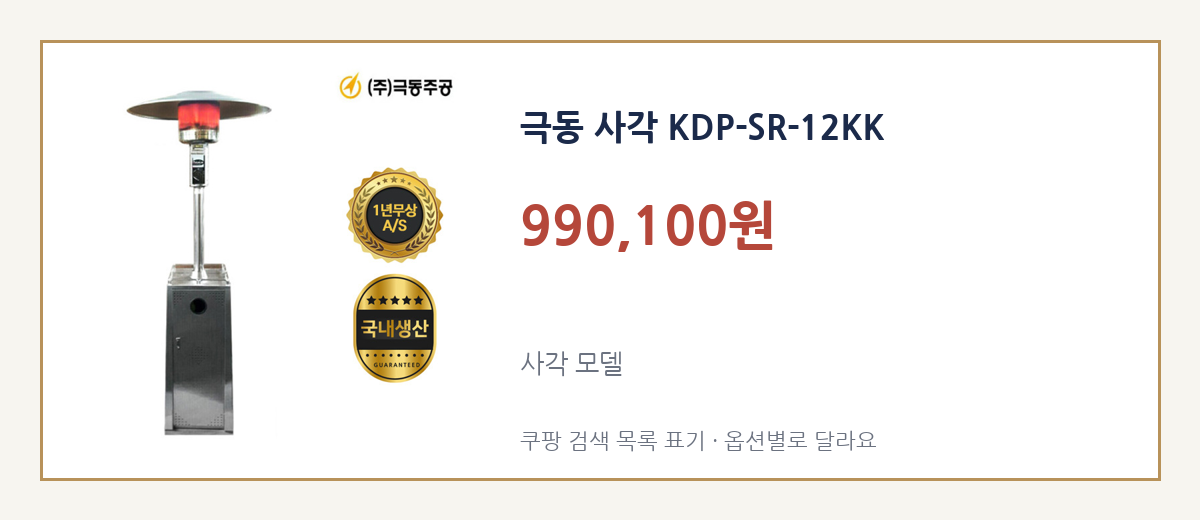 (주)극동주공
1년무상
A/S
국내생산
GUARANTEED
극동 사각 KDP-SR-12KK
990,100원
사각 모델
쿠팡 검색 목록 표기 · 옵션별로 달라요